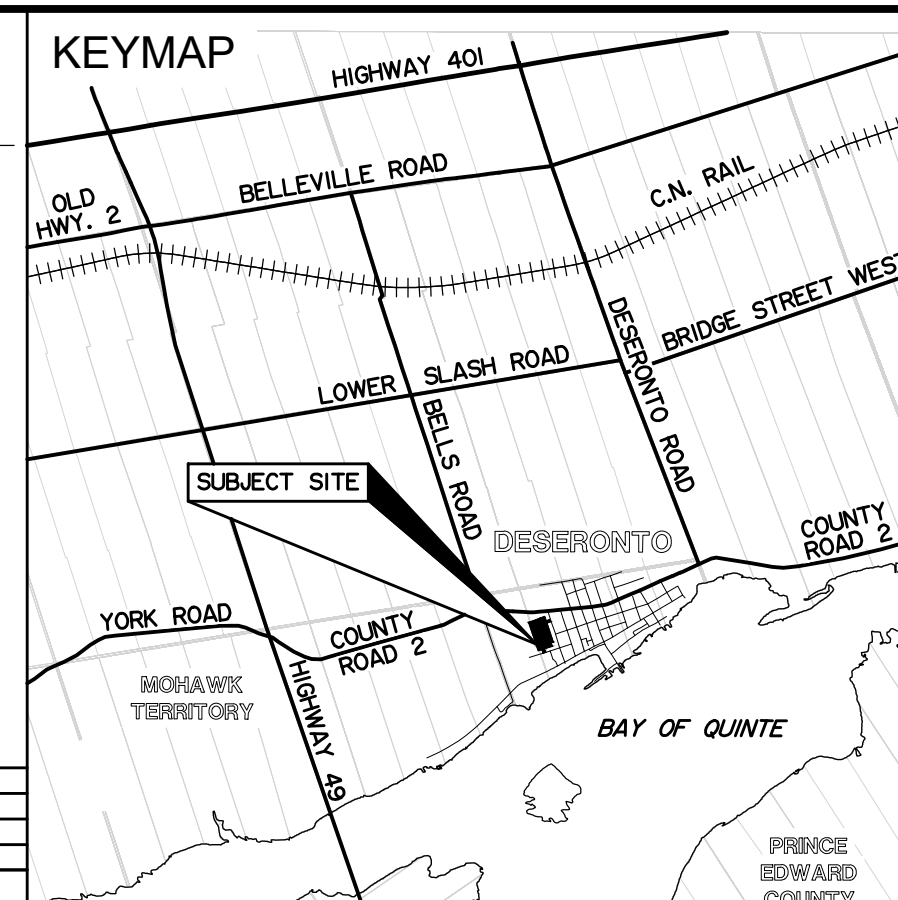 KEYMAP
HIGHWAY 401
BELLEVILLE ROAD
C.N. RAIL
OLD
HWY. 2
BRIDGE STREET WEST
DESERONTO ROAD
LOWER SLASH ROAD
BELLS ROAD
SUBJECT SITE
DESERONTO
COUNTY
ROAD 2
YORK ROAD
COUNTY
ROAD 2
MOHAWK
TERRITORY
HIGHWAY 49
BAY OF QUINTE
PRINCE
EDWARD
COUNTY